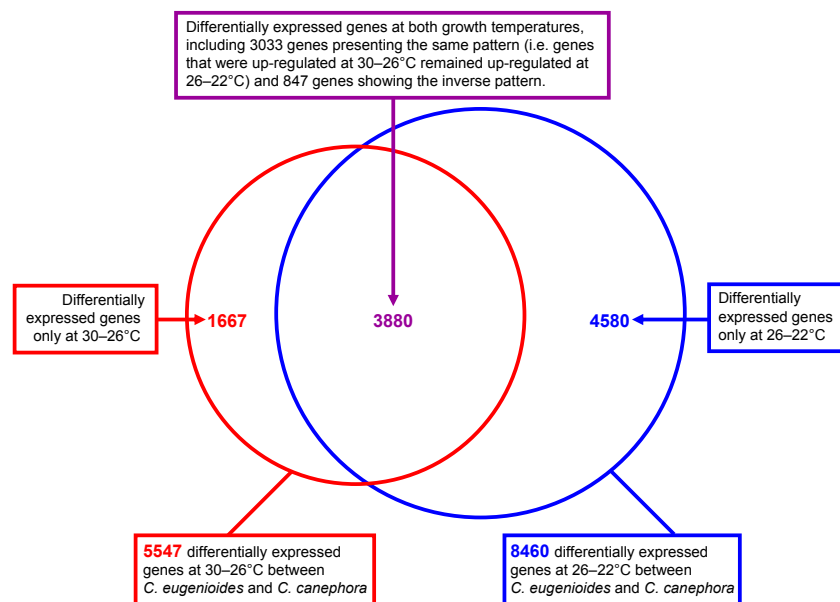 Differentially expressed genes at both growth temperatures,
including 3033 genes presenting the same pattern (i.e. genes
that were up-regulated at 30–26°C remained up-regulated at
26–22°C) and 847 genes showing the inverse pattern.
Differentially
expressed genes
only at 30–26°C
1667
3880
4580
Differentially
expressed genes
only at 26–22°C
5547 differentially expressed
genes at 30–26°C between
C. eugenioides and C. canephora
8460 differentially expressed
genes at 26–22°C between
C. eugenioides and C. canephora